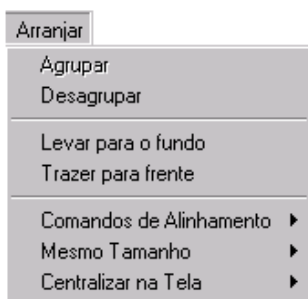 Arranjar
Agrupar
Desagrupar
Levar para o fundo
Trazer para frente
Comandos de Alinhamento
Mesmo Tamanho
Centralizar na Tela